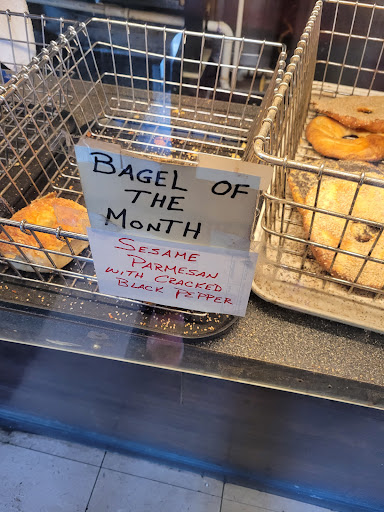 BAGEL OF
THE
MONTH
SESAME
PARMESAN
WITH CRACKED
BLACK PEPPER